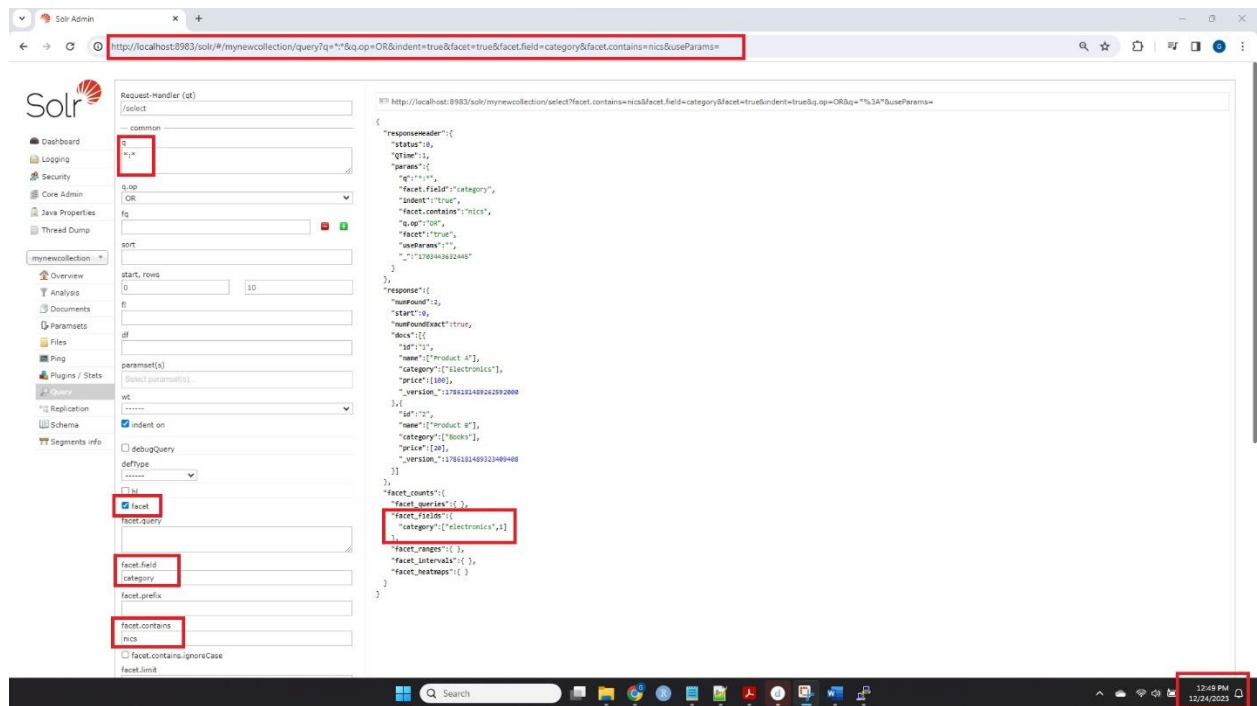 Solr Admin
http://localhost:8983/solr/#/mynewcollection/query?q=*:*&q.op=OR&indent=true&facet=true&facet.field=category&facet.contains=nics&useParams=
Solr
Dashboard
Logging
Security
Core Admin
Java Properties
Thread Dump
mynewcollection
Overview
Analysis
Documents
Paramsets
Files
Ping
Plugins / Stats
Query
Replication
Schema
Segments info
Request-Handler (qt)
/select
common
q
*:*
q.op
OR
fq
sort
start, rows
0 10
fl
df
paramset(s)
Select paramset(s)...
wt
------
indent on
debugQuery
defType
------
hl
facet
facet.query
facet.field
category
facet.prefix
facet.contains
nics
facet.contains.ignoreCase
facet.limit
http://localhost:8983/solr/mynewcollection/select?facet.contains=nics&facet.field=category&facet=true&indent=true&q.op=OR&q=*%3A*&useParams=
{
"responseHeader":{
"status":0,
"QTime":1,
"params":{
"q":"*:*",
"facet.field":"category",
"indent":"true",
"facet.contains":"nics",
"q.op":"OR",
"facet":"true",
"useParams":"",
"_":"1703443632445"
}
},
"response":{
"numFound":2,
"start":0,
"numFoundExact":true,
"docs":[{
"id":"1",
"name":["Product A"],
"category":["Electronics"],
"price":[100],
"_version_":1786181489262592000
},{
"id":"2",
"name":["Product B"],
"category":["Books"],
"price":[20],
"_version_":1786181489323409408
}]
},
"facet_counts":{
"facet_queries":{ },
"facet_fields":{
"category":["electronics",1]
},
"facet_ranges":{ },
"facet_intervals":{ },
"facet_heatmaps":{ }
}
}
Search
12:49 PM
12/24/2023